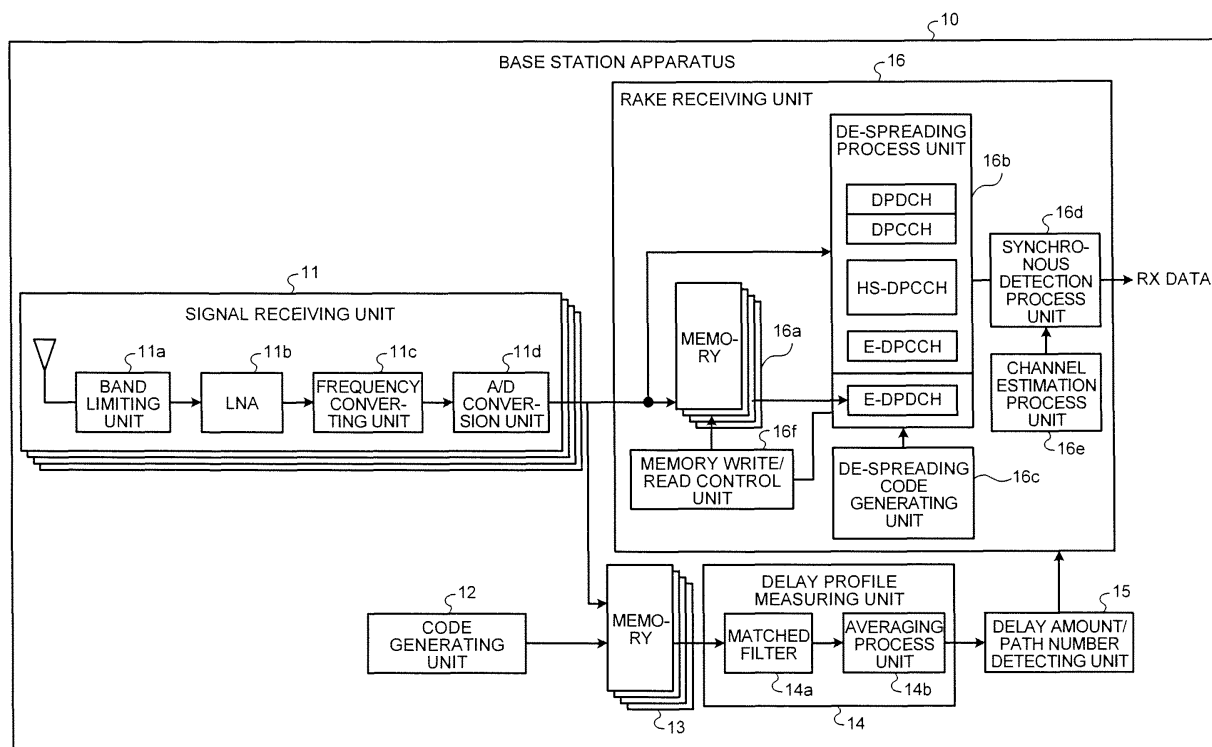 10
BASE STATION APPARATUS
16
RAKE RECEIVING UNIT
DE-SPREADING
PROCESS UNIT
16b
DPDCH
DPCCH
HS-DPCCH
E-DPCCH
E-DPDCH
16d
SYNCHRO-
NOUS
DETECTION
PROCESS
UNIT
RX DATA
11
SIGNAL RECEIVING UNIT
11a
BAND
LIMITING
UNIT
11b
LNA
11c
FREQUENCY
CONVER-
TING UNIT
11d
A/D
CONVER-
SION UNIT
MEMO-
RY
16a
CHANNEL
ESTIMATION
PROCESS
UNIT
16e
16f
MEMORY WRITE/
READ CONTROL
UNIT
DE-SPREADING
CODE
GENERATING
UNIT
16c
12
CODE
GENERATING
UNIT
MEMO-
RY
13
DELAY PROFILE
MEASURING UNIT
MATCHED
FILTER
14a
AVERAGING
PROCESS
UNIT
14b
14
15
DELAY AMOUNT/
PATH NUMBER
DETECTING UNIT